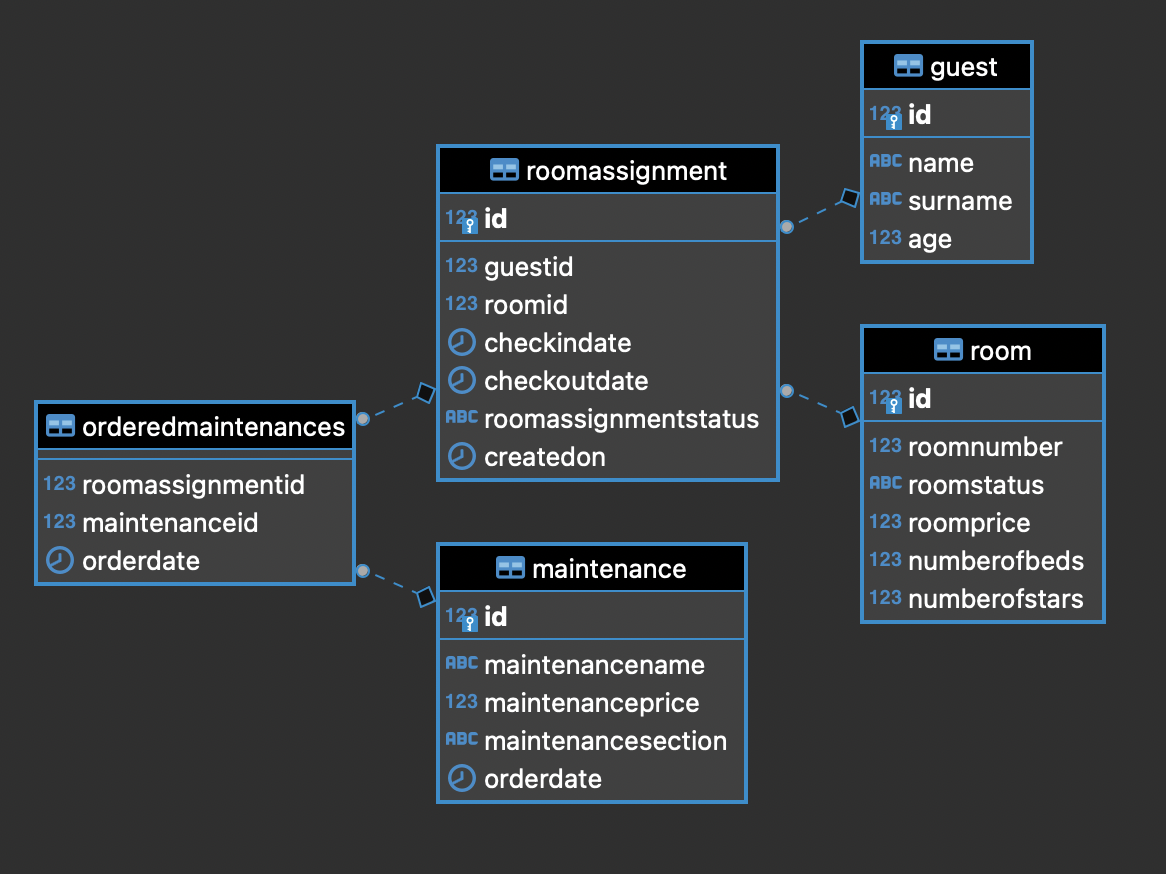 guest
123 id
ABC name
ABC surname
123 age
roomassignment
123 id
123 guestid
123 roomid
checkindate
checkoutdate
ABC roomassignmentstatus
createdon
room
123 id
123 roomnumber
ABC roomstatus
123 roomprice
123 numberofbeds
123 numberofstars
orderedmaintenances
123 roomassignmentid
123 maintenanceid
orderdate
maintenance
123 id
ABC maintenancename
123 maintenanceprice
ABC maintenancesection
orderdate